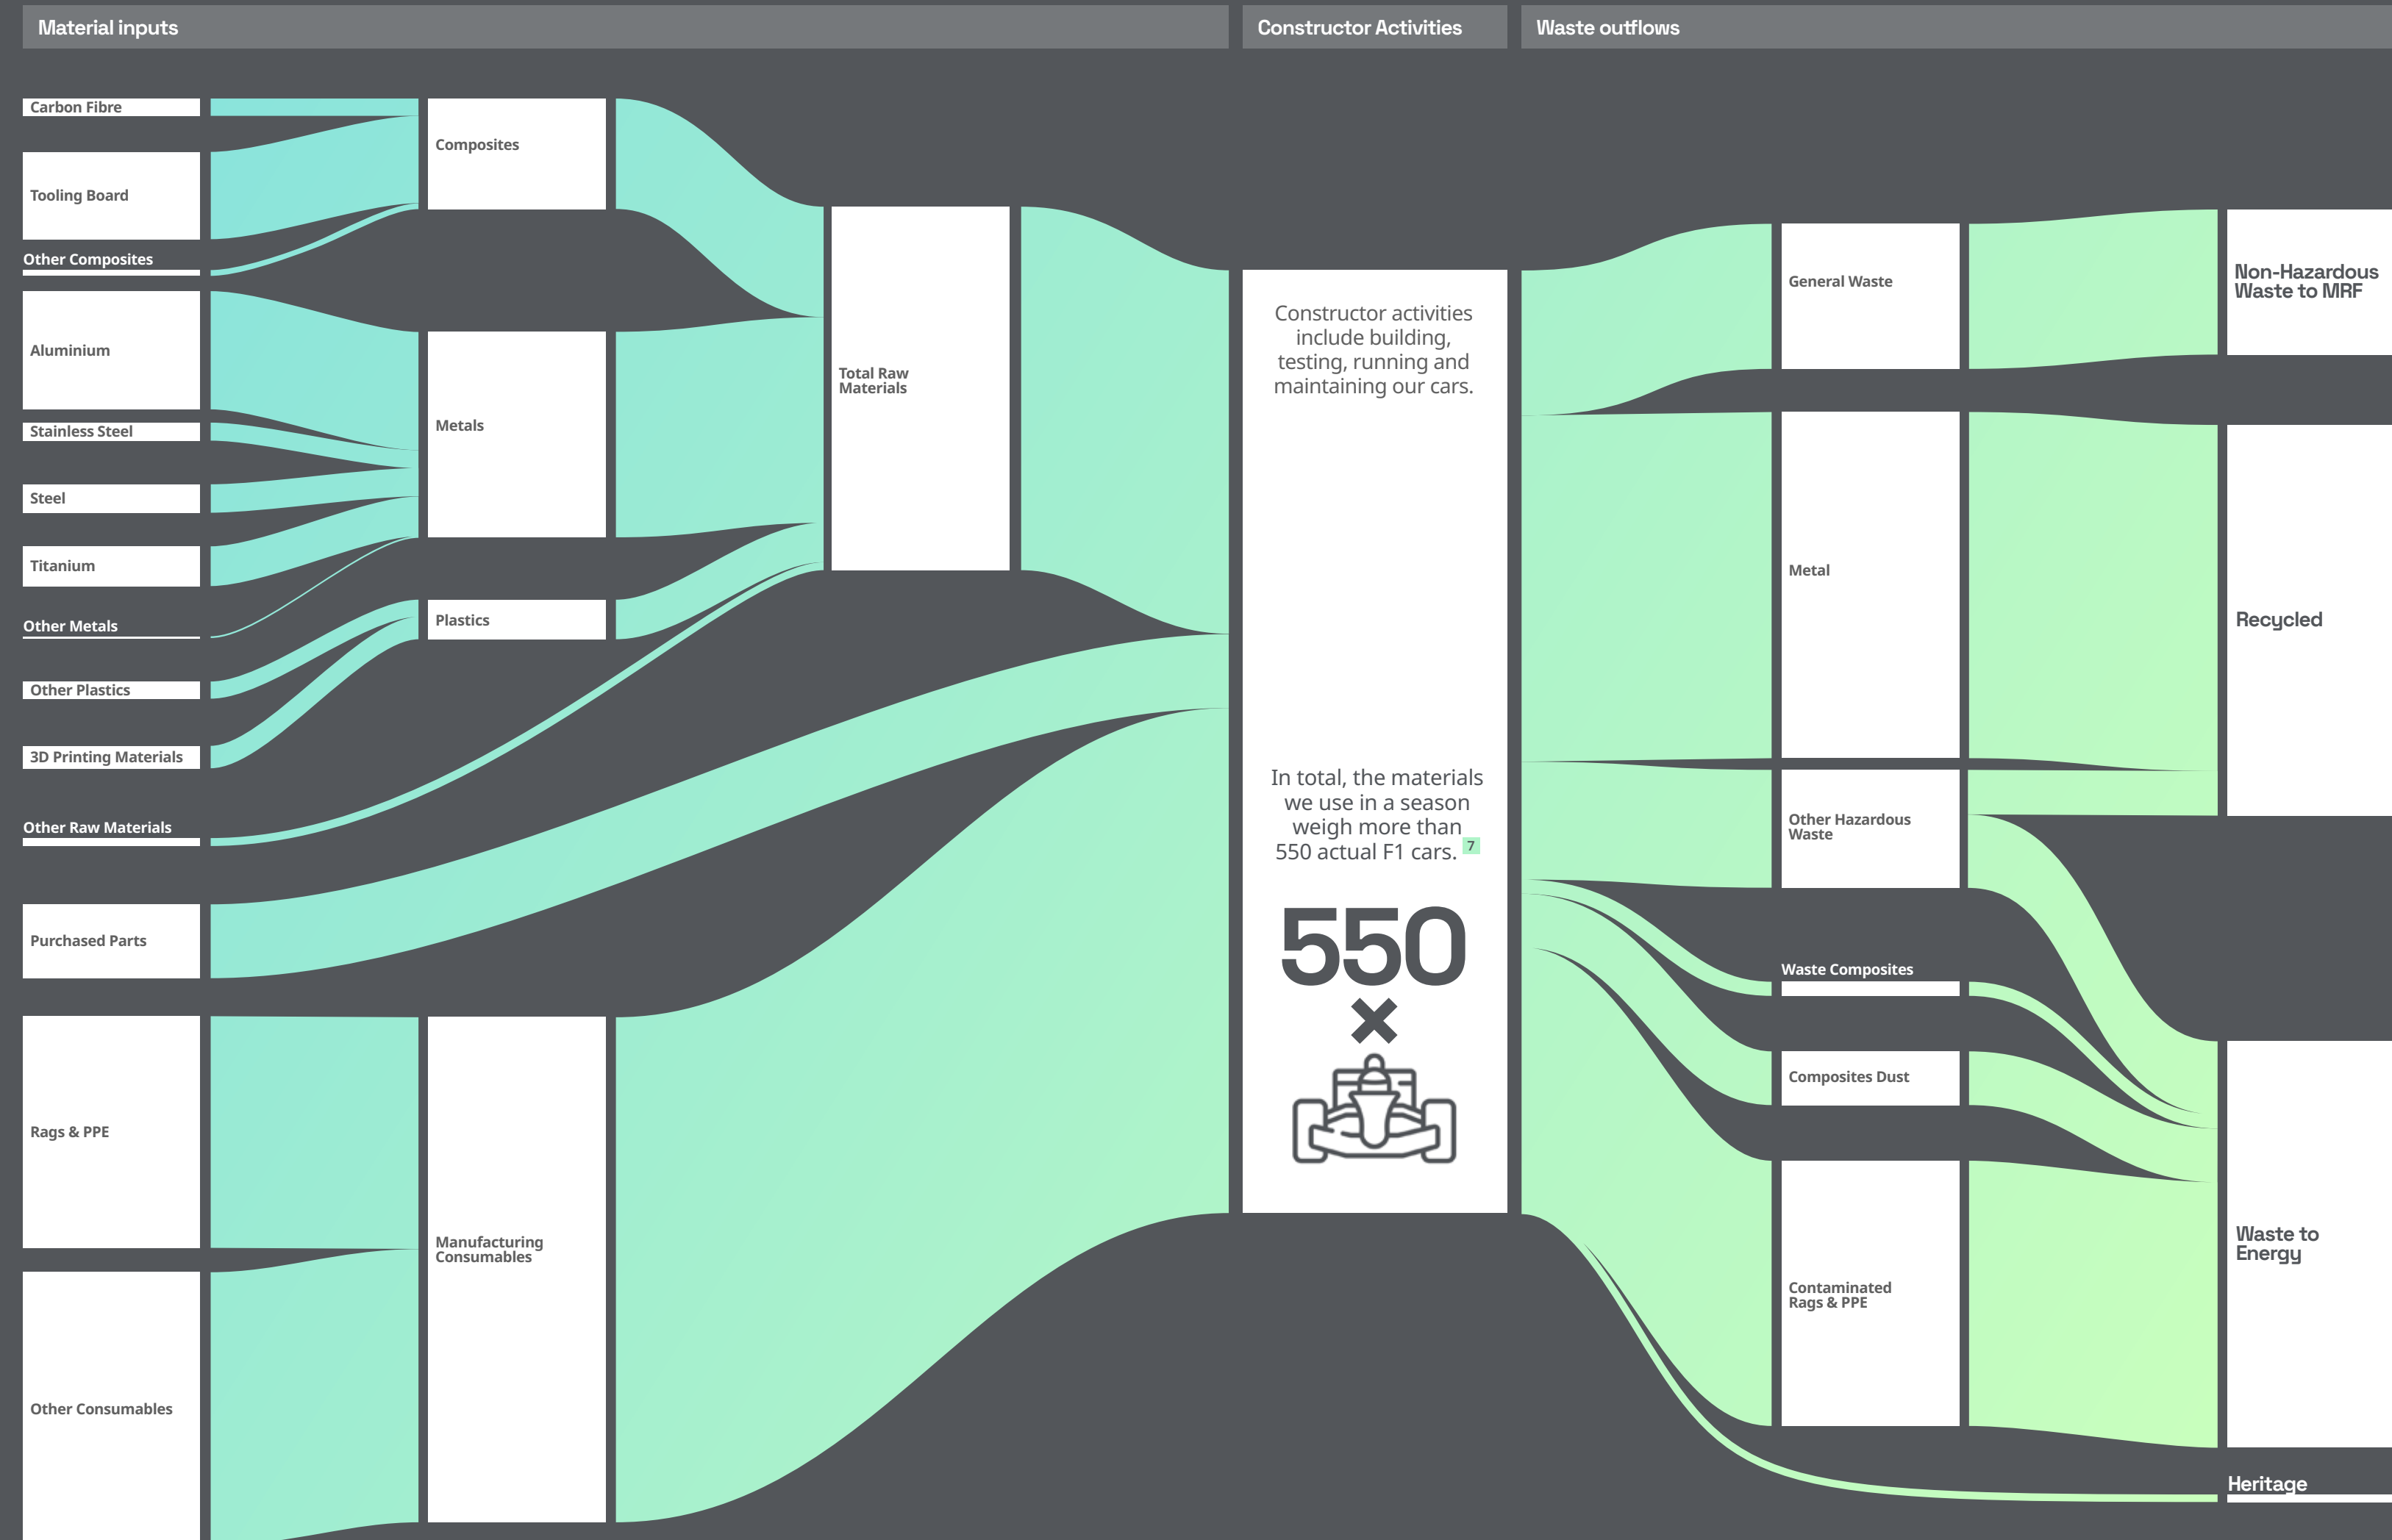 Material inputs
Constructor Activities
Waste outflows
Carbon Fibre
Tooling Board
Other Composites
Aluminium
Stainless Steel
Steel
Titanium
Other Metals
Other Plastics
3D Printing Materials
Other Raw Materials
Purchased Parts
Rags & PPE
Other Consumables
Composites
Metals
Plastics
Manufacturing
Consumables
Total Raw
Materials
Constructor activities
include building,
testing, running and
maintaining our cars.
In total, the materials
we use in a season
weigh more than
550 actual F1 cars. 7
550
×
General Waste
Metal
Other Hazardous
Waste
Waste Composites
Composites Dust
Contaminated
Rags & PPE
Non-Hazardous
Waste to MRF
Recycled
Waste to
Energy
Heritage